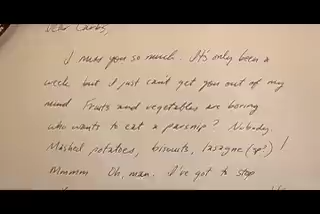 Dear Carbs,
I miss you so much. It's only been a
week but I just can't get you out of my
mind Fruits and vegetables are boring
who wants to eat a parsnip? Nobody.
Mashed potatoes, biscuits, lasagne (sp?)!
Mmmm Oh, man. I've got to stop